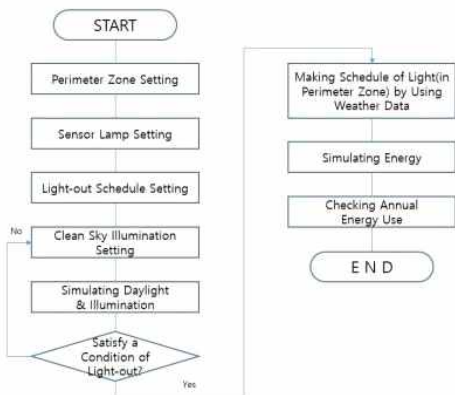 START
Perimeter Zone Setting
Sensor Lamp Setting
Light-out Schedule Setting
No
Clean Sky Illumination
Setting
Simulating Daylight
& Illumination
Satisfy a
Condition of
Light-out?
Yes
Making Schedule of Light(in
Perimeter Zone) by Using
Weather Data
Simulating Energy
Checking Annual
Energy Use
E N D